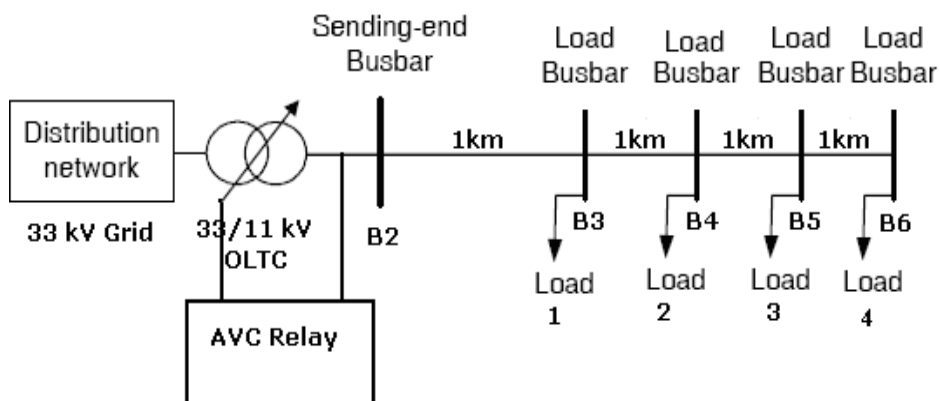 Sending-end
Busbar
Load
Busbar
Load
Busbar
Load
Busbar
Load
Busbar
Distribution
network
1km
1km
1km
1km
33 kV Grid
33/11 kV
OLTC
B2
B3
B4
B5
B6
Load
1
Load
2
Load
3
Load
4
AVC Relay